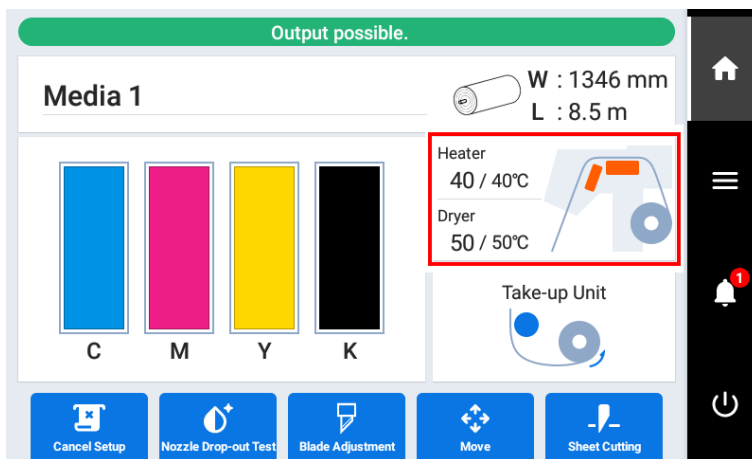 Output possible.
Media 1
W : 1346 mm
L : 8.5 m
Heater
40 / 40℃
Dryer
50 / 50℃
Take-up Unit
C M Y K
Cancel Setup
Nozzle Drop-out Test
Blade Adjustment
Move
Sheet Cutting
1